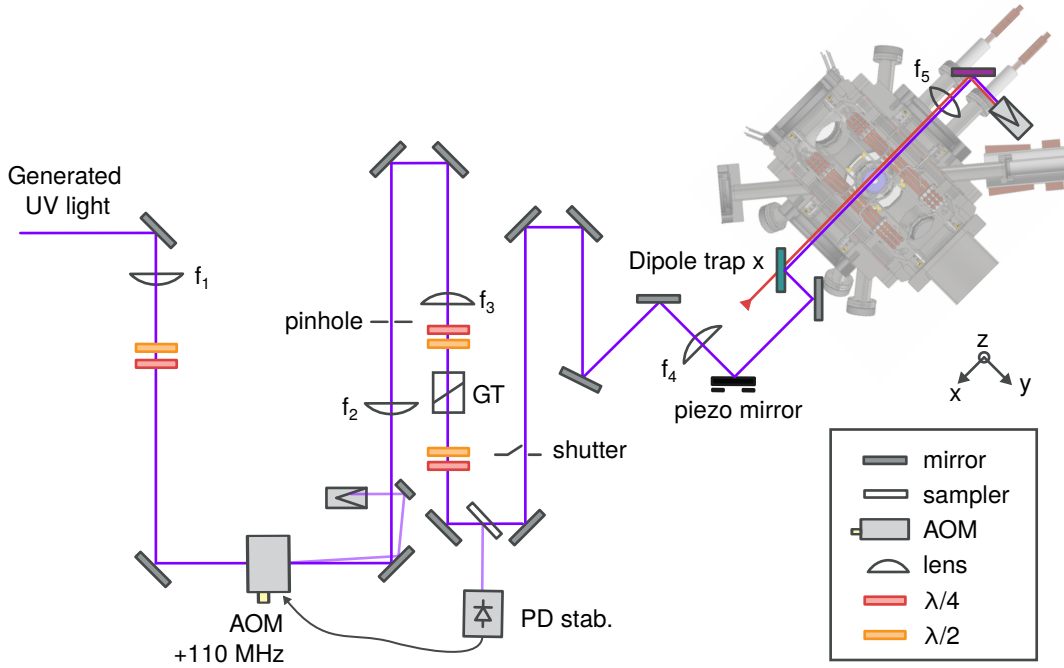 Generated
UV light
f1
pinhole
f2
f3
GT
shutter
AOM
+110 MHz
PD stab.
f4
piezo mirror
Dipole trap x
f5
z
x
y
mirror
sampler
AOM
lens
λ/4
λ/2